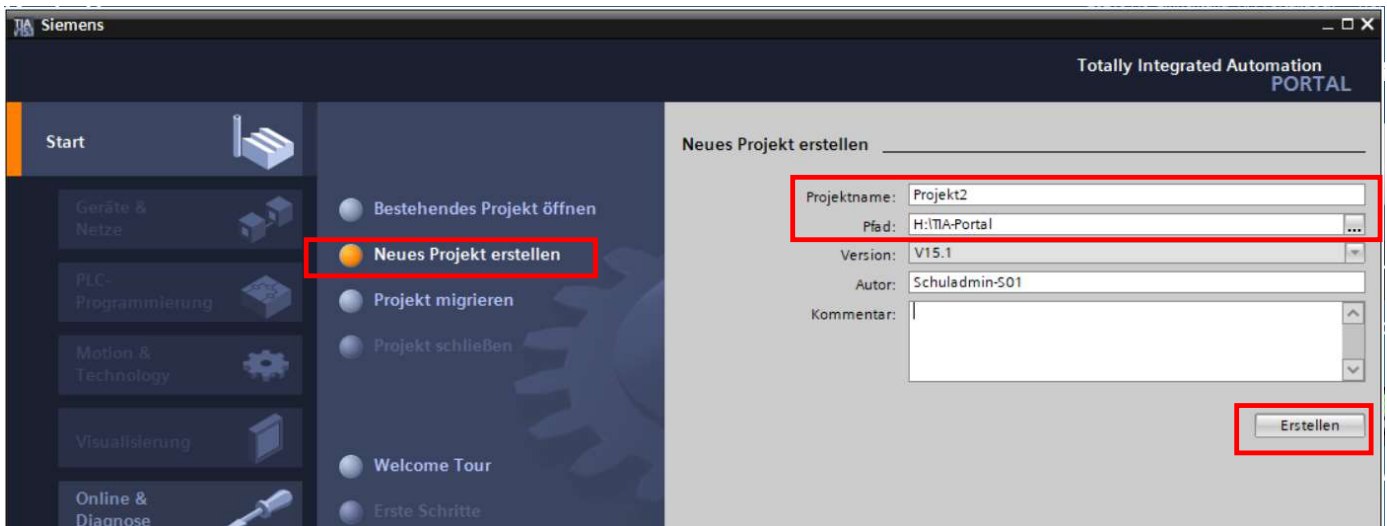 Siemens
Totally Integrated Automation
PORTAL
Start
Geräte &
Netze
PLC-
Programmierung
Motion &
Technology
Visualisierung
Online &
Diagnose
Bestehendes Projekt öffnen
Neues Projekt erstellen
Projekt migrieren
Projekt schließen
Welcome Tour
Erste Schritte
Neues Projekt erstellen
Projektname: Projekt2
Pfad: H:\TIA-Portal
...
Version: V15.1
Autor: Schuladmin-S01
Kommentar:
Erstellen